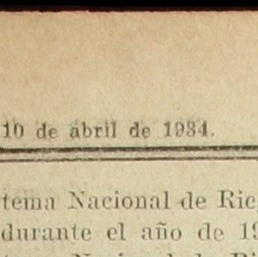 10 de abril de 1934.
tema Nacional de Rie
durante el año de 19